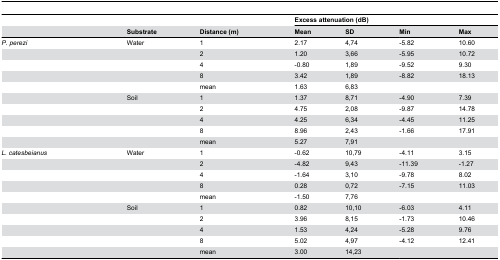 Excess attenuation (dB)
Substrate Distance (m) Mean SD Min Max
P. perezi Water 1 2.17 4,74 -5.82 10.60
2 1.20 3,66 -5.95 10.72
4 -0.80 1,89 -9.52 9.30
8 3.42 1,89 -8.82 18.13
mean 1.63 6,83
Soil 1 1.37 8,71 -4.90 7.39
2 4.75 2,08 -9.87 14.78
4 4.25 6,34 -4.45 11.25
8 8.96 2,43 -1.66 17.91
mean 5.27 7,91
L. catesbeianus Water 1 -0.62 10,79 -4.11 3.15
2 -4.82 9,43 -11.39 -1.27
4 -1.64 3,10 -9.78 8.02
8 0.28 0,72 -7.15 11.03
mean -1.50 7,76
Soil 1 0.82 10,10 -6.03 4.11
2 3.96 8,15 -1.73 10.46
4 1.53 4,24 -5.28 9.76
8 5.02 4,97 -4.12 12.41
mean 3.00 14,23